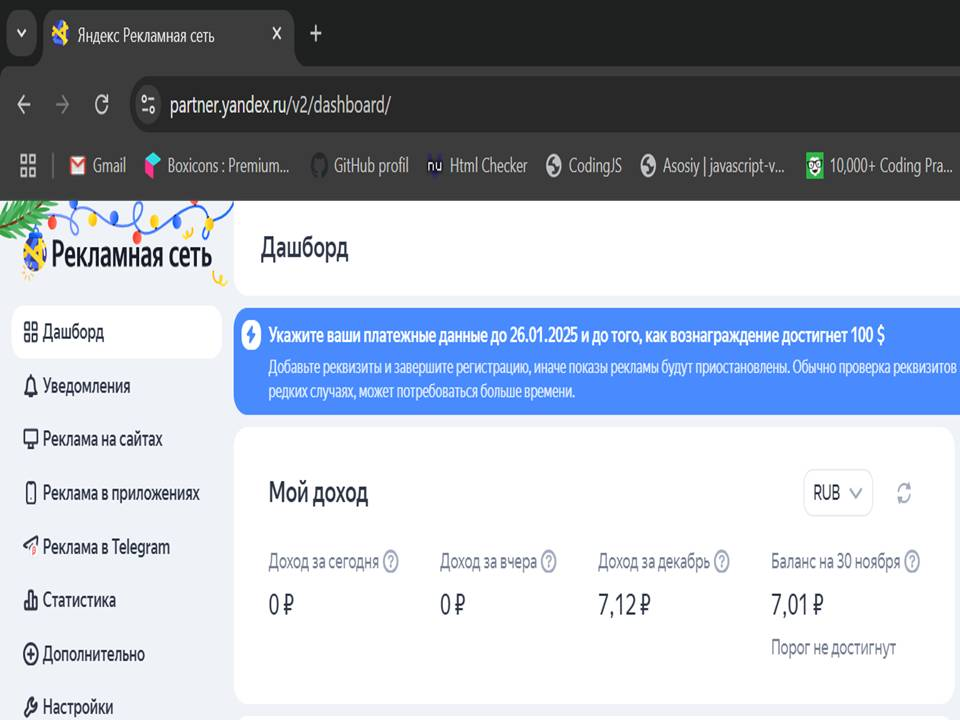 Яндекс Рекламная сеть
partner.yandex.ru/v2/dashboard/
Gmail
Boxicons : Premium...
GitHub profil
nu Html Checker
CodingJS
Asosiy | javascript-v...
10,000+ Coding Pra...
Рекламная сеть
Дашборд
Дашборд
Уведомления
Реклама на сайтах
Реклама в приложениях
Реклама в Telegram
Статистика
Дополнительно
Настройки
Укажите ваши платежные данные до 26.01.2025 и до того, как вознаграждение достигнет 100 $
Добавьте реквизиты и завершите регистрацию, иначе показы рекламы будут приостановлены. Обычно проверка реквизитов
редких случаях, может потребоваться больше времени.
Мой доход
RUB
Доход за сегодня
0 ₽
Доход за вчера
0 ₽
Доход за декабрь
7,12 ₽
Баланс на 30 ноября
7,01 ₽
Порог не достигнут